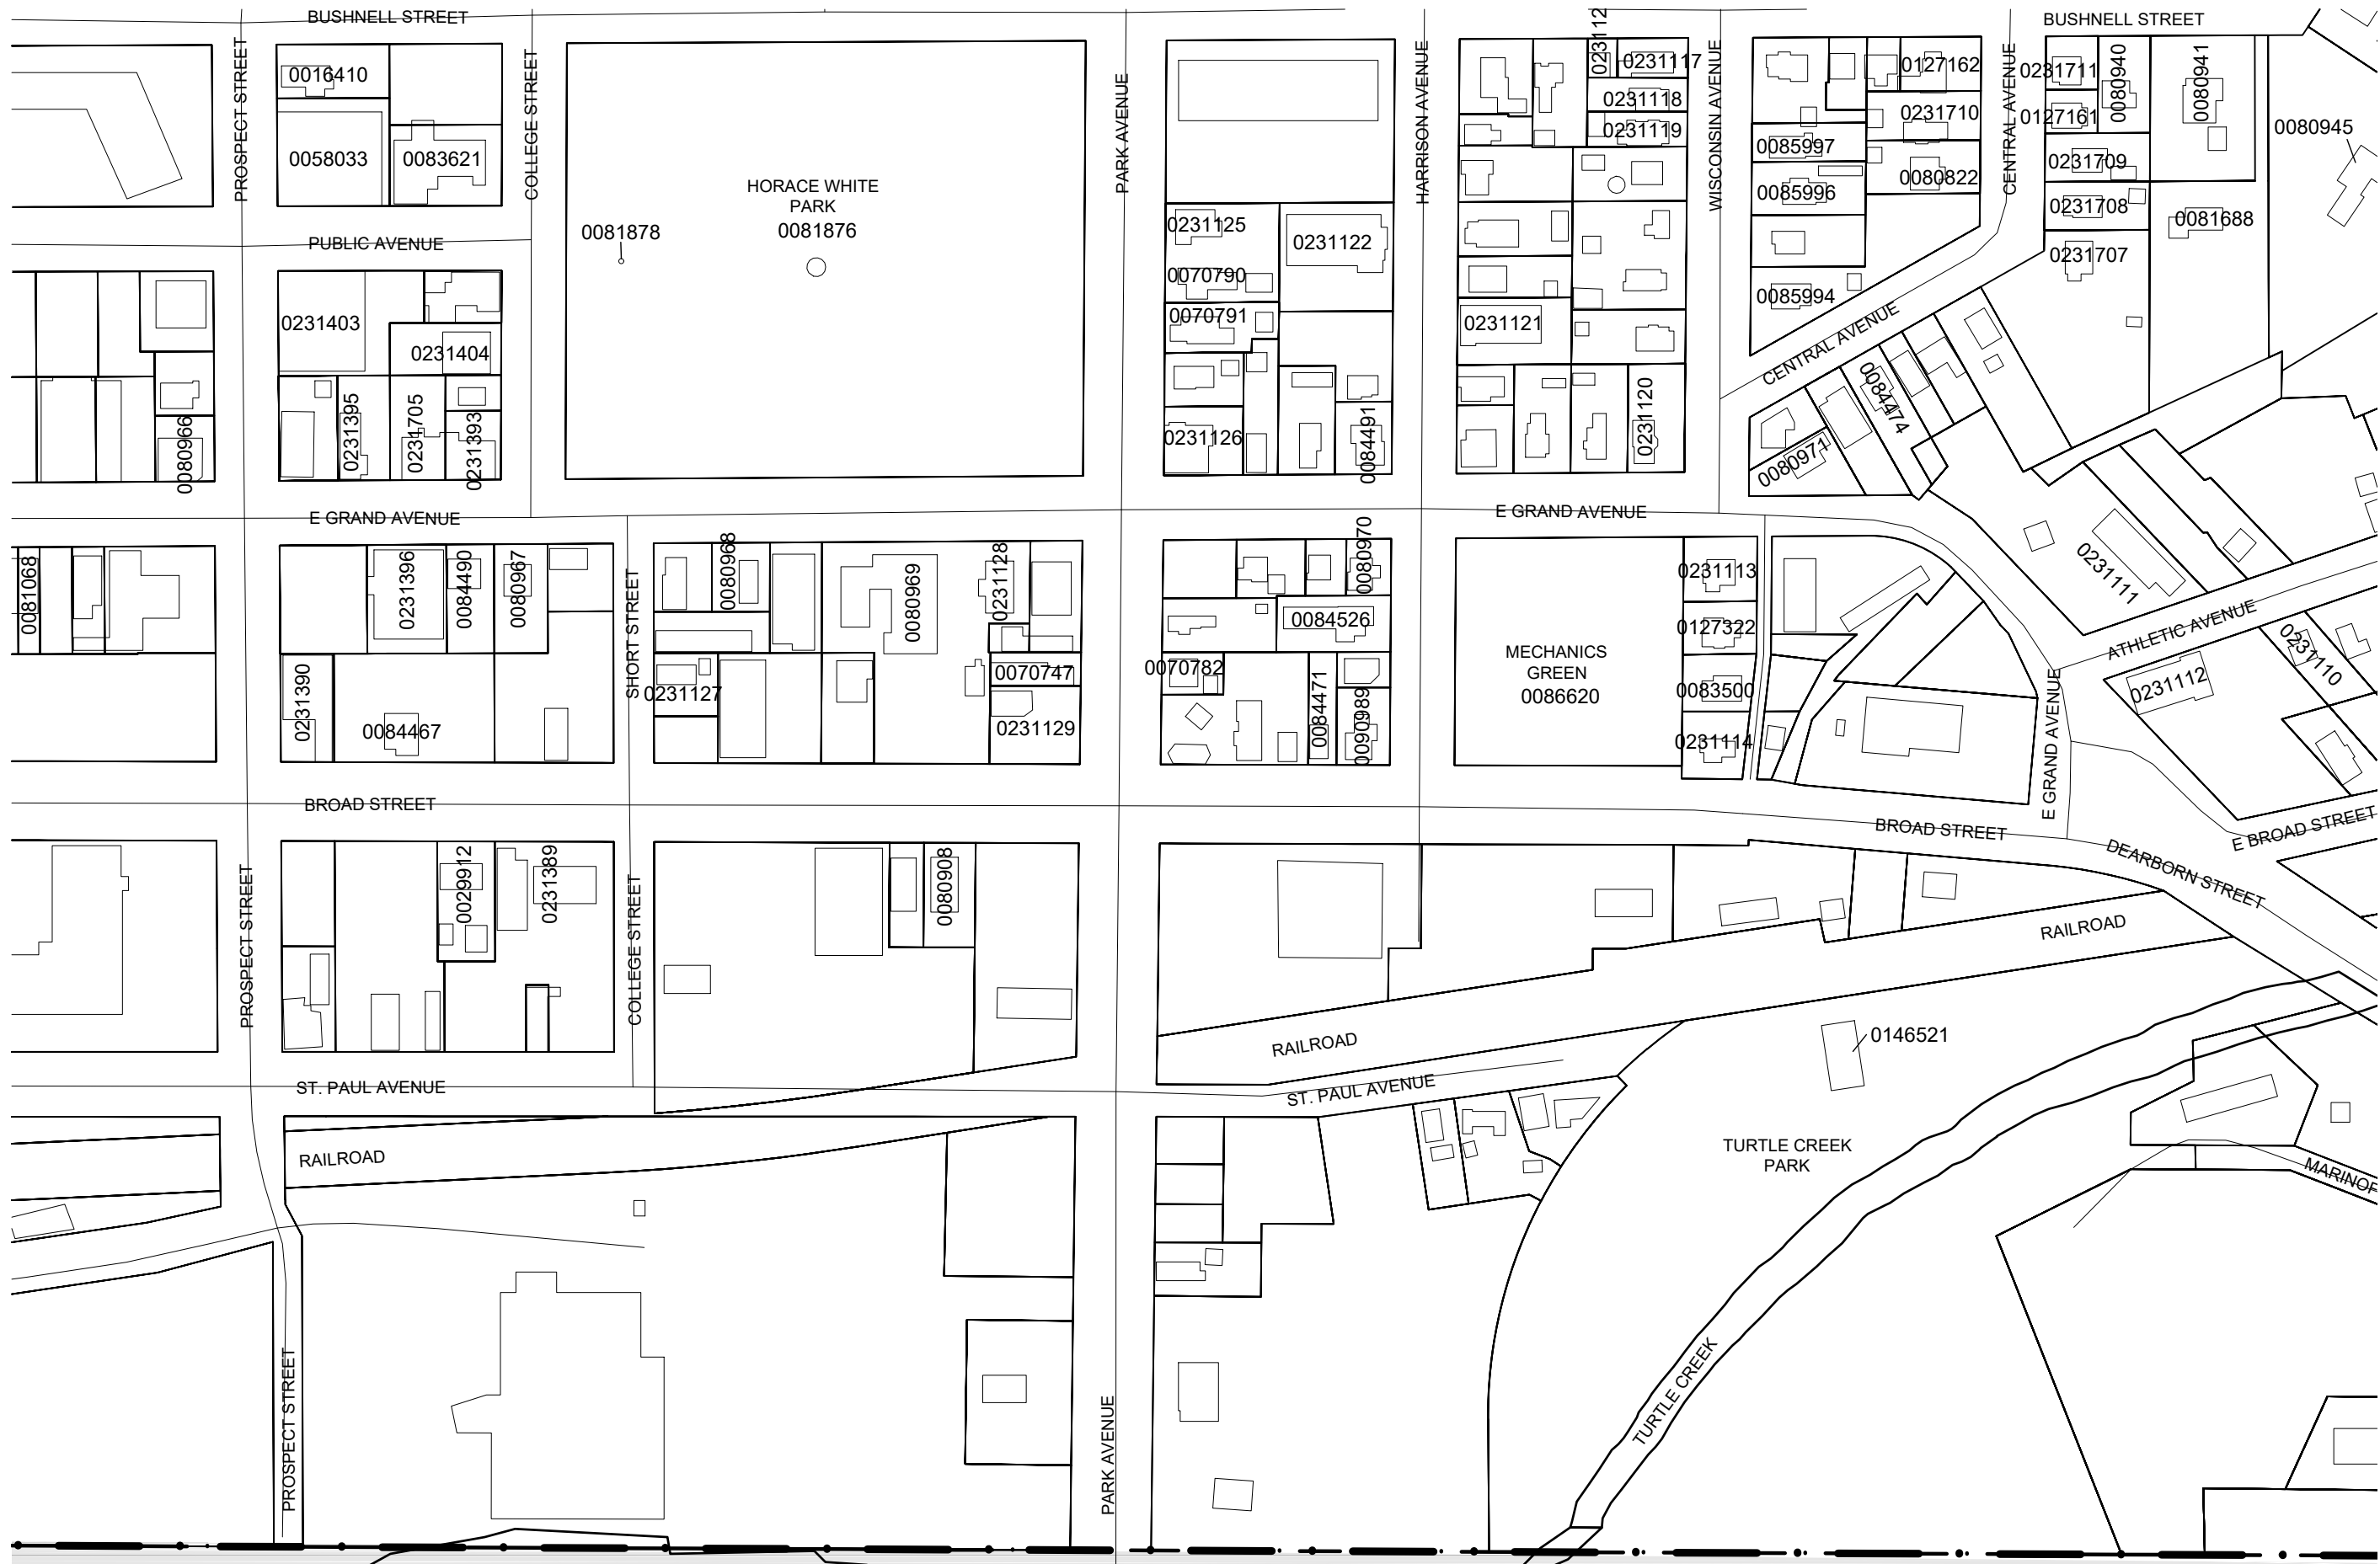 BUSHNELL STREET
BUSHNELL STREET
PROSPECT STREET
COLLEGE STREET
PARK AVENUE
HARRISON AVENUE
WISCONSIN AVENUE
CENTRAL AVENUE
0016410
0058033
0083621
HORACE WHITE
PARK
0081876
0081878
0231117
0231118
0231119
0127162
0231710
0085997
0085996
0080822
0085994
0231711
0127161
0080940
0080941
0080945
0231709
0231708
0231707
0081688
PUBLIC AVENUE
0231125
0231122
0070790
0070791
0231126
0084491
0231121
0231120
CENTRAL AVENUE
0084474
0080971
0231403
0231404
0231395
0231705
0231393
0080966
E GRAND AVENUE
E GRAND AVENUE
0081068
0231396
0084490
0080967
0231390
0084467
SHORT STREET
0080968
0080969
0231128
0231127
0070747
0231129
0080970
0084526
0070782
0084471
0090989
MECHANICS
GREEN
0086620
0231113
0127322
0083500
0231114
0231111
ATHLETIC AVENUE
0231110
0231112
E GRAND AVENUE
BROAD STREET
BROAD STREET
E BROAD STREET
DEARBORN STREET
PROSPECT STREET
0029912
0231389
COLLEGE STREET
0080908
RAILROAD
RAILROAD
0146521
ST. PAUL AVENUE
ST. PAUL AVENUE
RAILROAD
TURTLE CREEK
PARK
PROSPECT STREET
PARK AVENUE
TURTLE CREEK